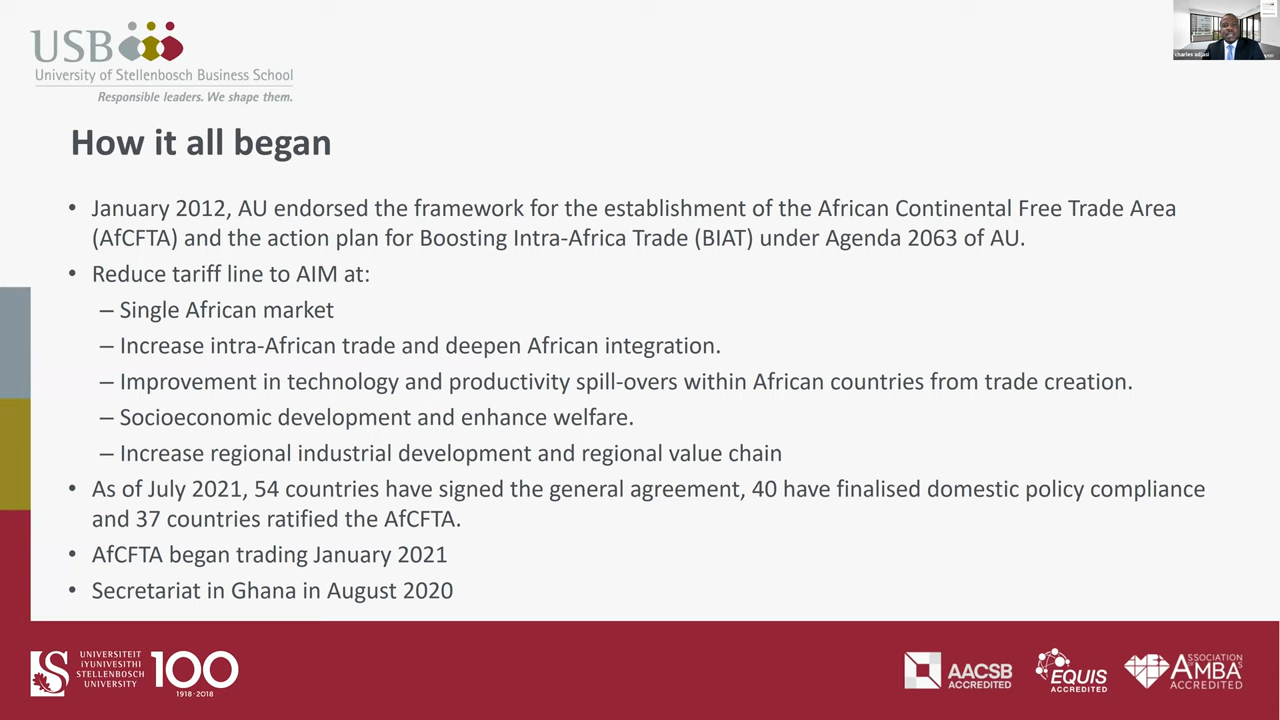 USB
University of Stellenbosch Business School
Responsible leaders. We shape them.
charles adjasi
How it all began
• January 2012, AU endorsed the framework for the establishment of the African Continental Free Trade Area
(AfCFTA) and the action plan for Boosting Intra-Africa Trade (BIAT) under Agenda 2063 of AU.
• Reduce tariff line to AIM at:
– Single African market
– Increase intra-African trade and deepen African integration.
– Improvement in technology and productivity spill-overs within African countries from trade creation.
– Socioeconomic development and enhance welfare.
– Increase regional industrial development and regional value chain
• As of July 2021, 54 countries have signed the general agreement, 40 have finalised domestic policy compliance
and 37 countries ratified the AfCFTA.
• AfCFTA began trading January 2021
• Secretariat in Ghana in August 2020
UNIVERSITEIT
iYUNIVESITHI
STELLENBOSCH
UNIVERSITY
100
1918·2018
AACSB
ACCREDITED
EQUIS
ACCREDITED
ASSOCIATION
AMBA
ACCREDITED